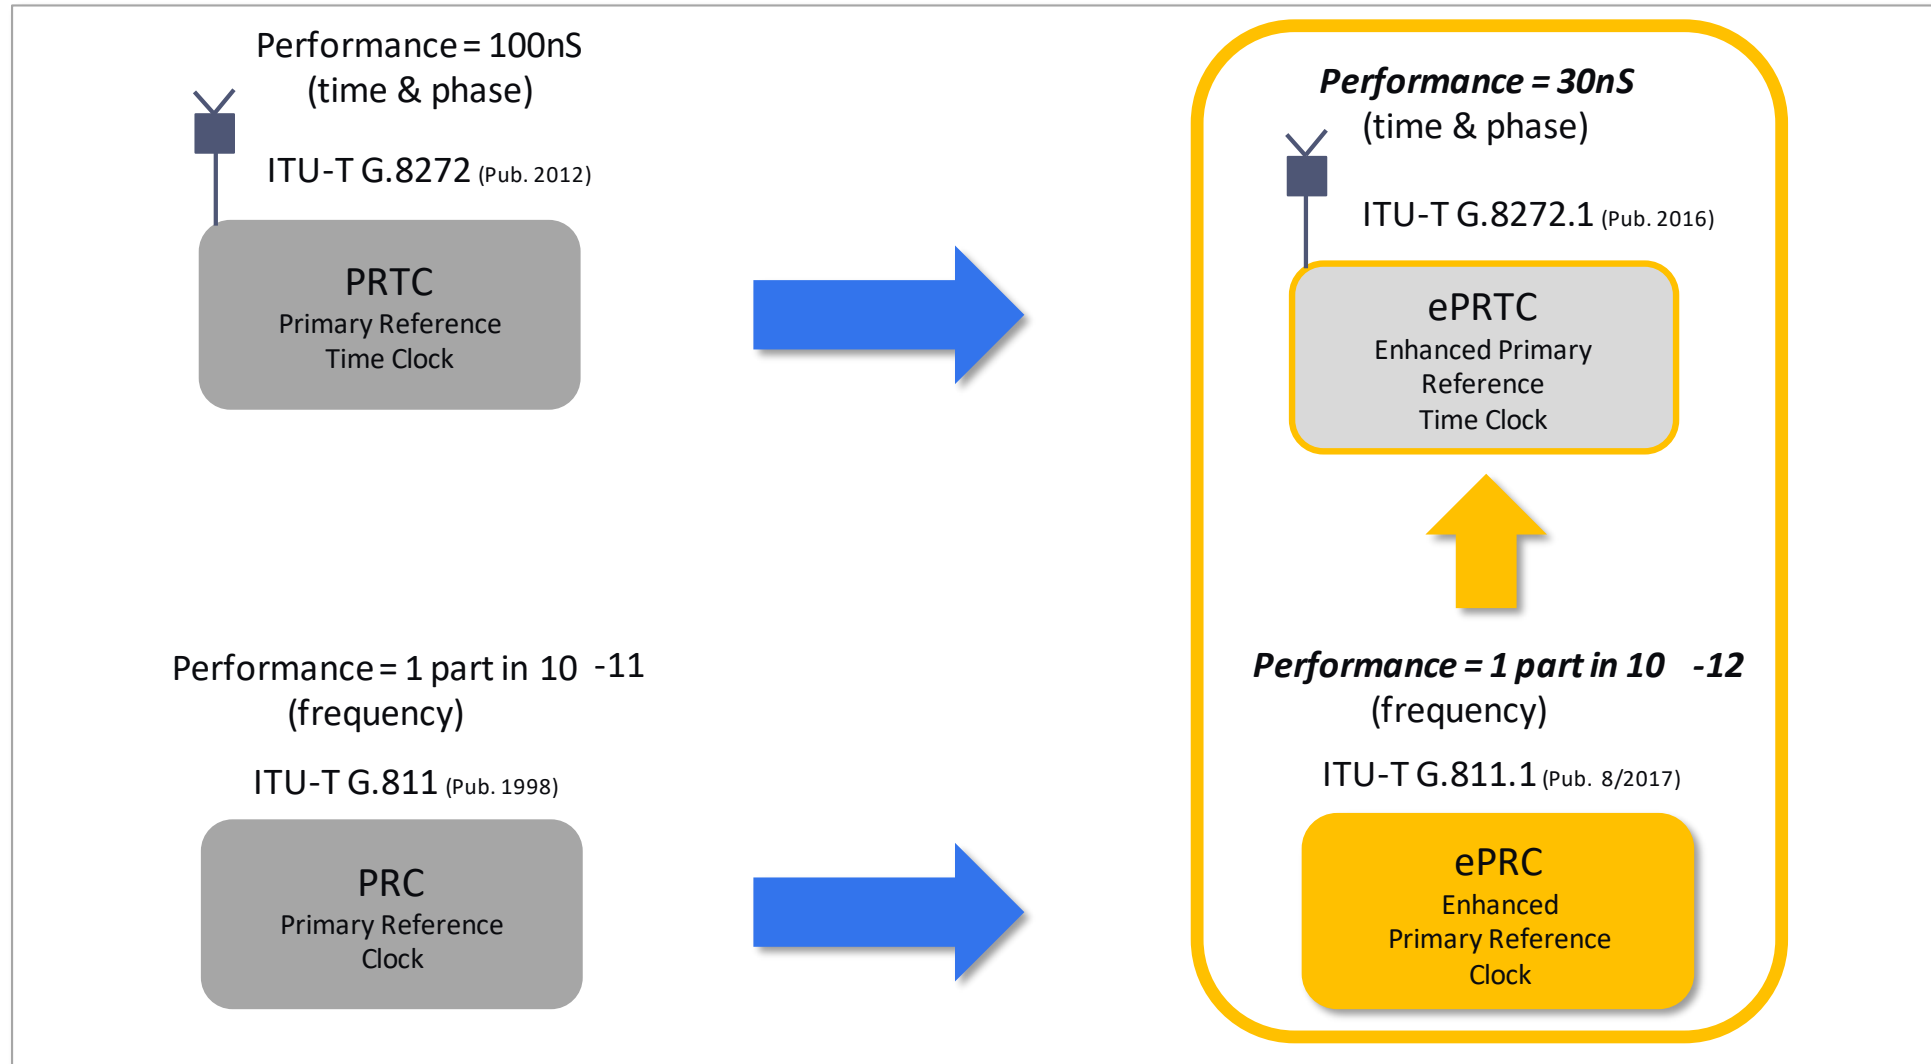 Performance = 100nS
(time & phase)
ITU-T G.8272 (Pub. 2012)
PRTC
Primary Reference
Time Clock
Performance = 30nS
(time & phase)
ITU-T G.8272.1 (Pub. 2016)
ePRTC
Enhanced Primary
Reference
Time Clock
Performance = 1 part in 10 -11
(frequency)
ITU-T G.811 (Pub. 1998)
PRC
Primary Reference
Clock
Performance = 1 part in 10 -12
(frequency)
ITU-T G.811.1 (Pub. 8/2017)
ePRC
Enhanced
Primary Reference
Clock